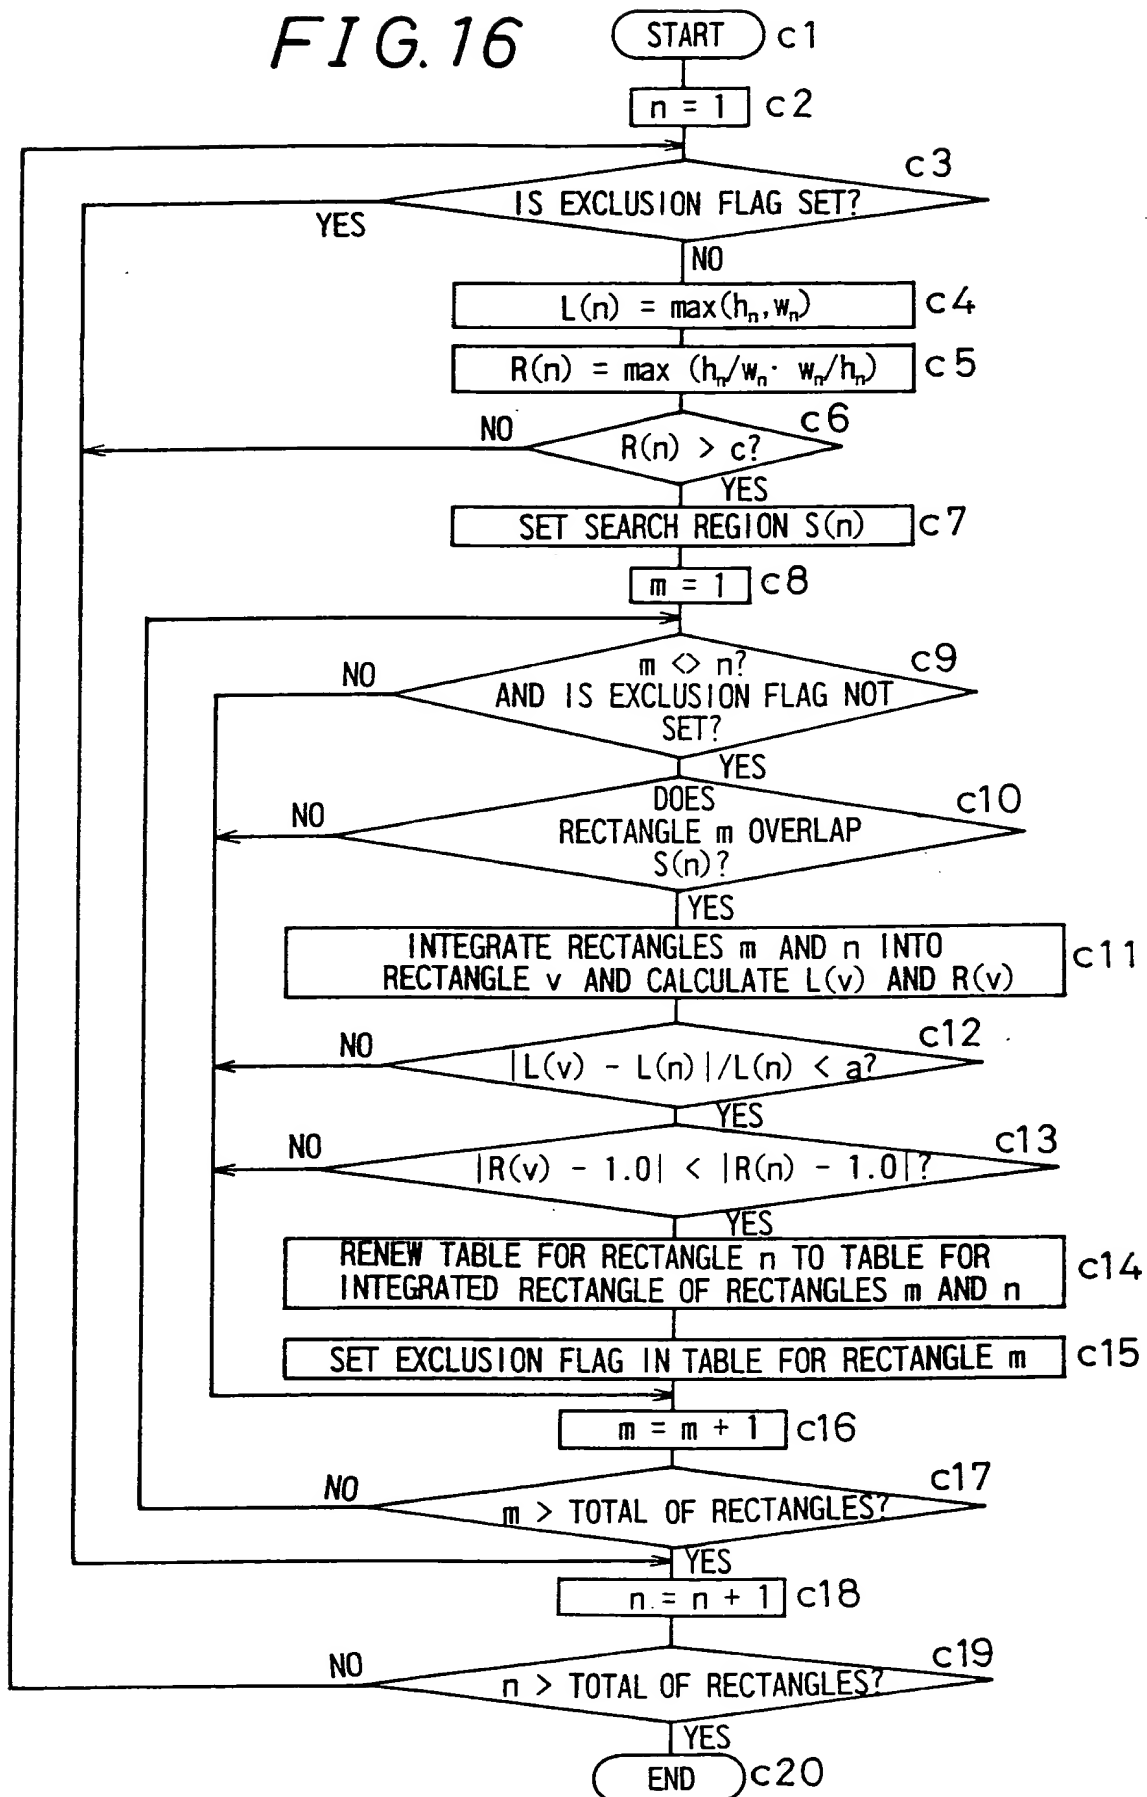 FIG. 16
START c1
n = 1 c2
c3
IS EXCLUSION FLAG SET?
YES
NO
L(n) = max(hₙ, wₙ) c4
R(n) = max (hₙ/wₙ· wₙ/hₙ) c5
c6
NO
R(n) > c?
YES
SET SEARCH REGION S(n) c7
m = 1 c8
m <> n? c9
NO
AND IS EXCLUSION FLAG NOT
SET?
YES
DOES c10
NO
RECTANGLE m OVERLAP
S(n)?
YES
INTEGRATE RECTANGLES m AND n INTO c11
RECTANGLE v AND CALCULATE L(v) AND R(v)
c12
NO
|L(v) - L(n)|/L(n) < a?
YES
c13
NO
|R(v) - 1.0| < |R(n) - 1.0|?
YES
RENEW TABLE FOR RECTANGLE n TO TABLE FOR c14
INTEGRATED RECTANGLE OF RECTANGLES m AND n
SET EXCLUSION FLAG IN TABLE FOR RECTANGLE m c15
m = m + 1 c16
c17
NO
m > TOTAL OF RECTANGLES?
YES
n = n + 1 c18
c19
NO
n > TOTAL OF RECTANGLES?
YES
END c20